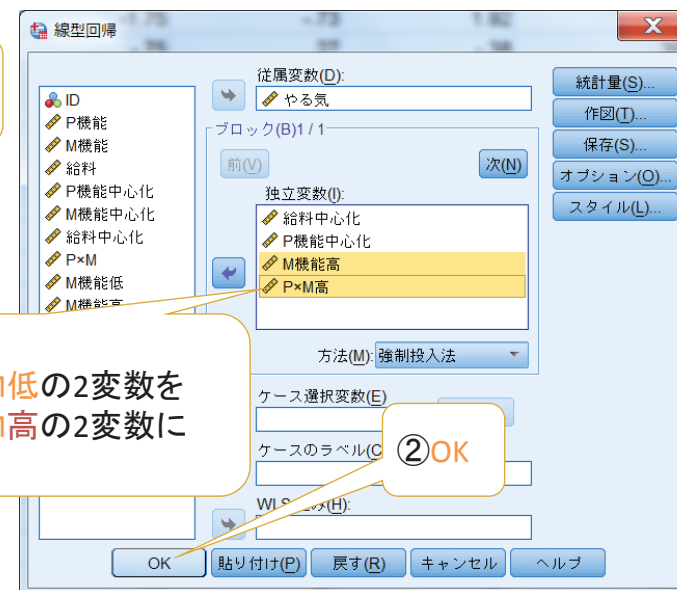 線型回帰
X
ID
P機能
M機能
給料
P機能中心化
M機能中心化
給料中心化
P×M
M機能低
M機能高
従属変数(D):
やる気
ブロック(B)1 / 1
前(V)
次(N)
独立変数(I):
給料中心化
P機能中心化
M機能高
P×M高
方法(M): 強制投入法
ケース選択変数(E)
ケースのラベル(C
WLS
(H):
統計量(S)...
作図(T)...
保存(S)...
オプション(O)...
スタイル(L)...
低の2変数を
高の2変数に
②OK
OK
貼り付け(P)
戻す(R)
キャンセル
ヘルプ